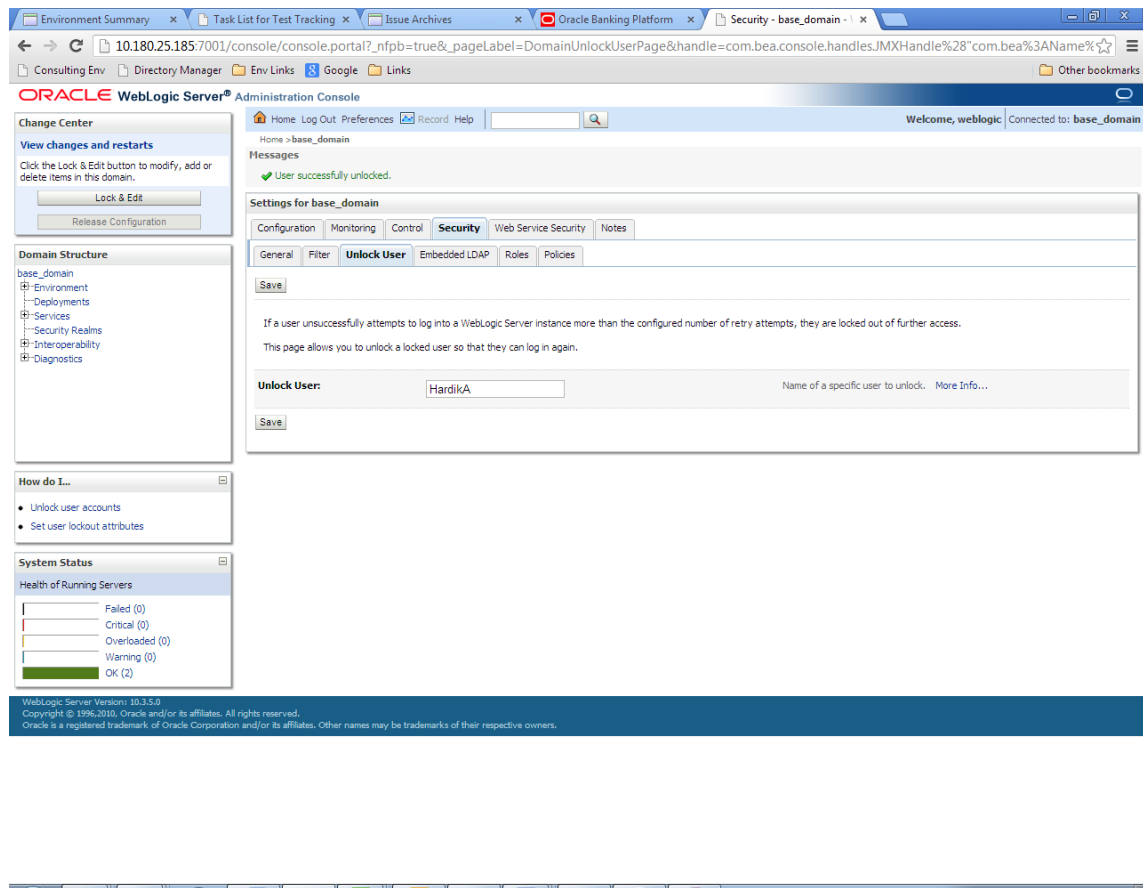 Environment Summary
Task List for Test Tracking
Issue Archives
Oracle Banking Platform
Security - base_domain -
10.180.25.185:7001/console/console.portal?_nfpb=true&_pageLabel=DomainUnlockUserPage&handle=com.bea.console.handles.JMXHandle%28"com.bea%3AName%
Consulting Env Directory Manager Env Links Google Links Other bookmarks
ORACLE WebLogic Server® Administration Console
Change Center
View changes and restarts
Click the Lock & Edit button to modify, add or
delete items in this domain.
Lock & Edit
Release Configuration
Domain Structure
base_domain
Environment
Deployments
Services
Security Realms
Interoperability
Diagnostics
How do I...
Unlock user accounts
Set user lockout attributes
System Status
Health of Running Servers
Failed (0)
Critical (0)
Overloaded (0)
Warning (0)
OK (2)
Home Log Out Preferences Record Help
Welcome, weblogic Connected to: base_domain
Home >base_domain
Messages
User successfully unlocked.
Settings for base_domain
Configuration Monitoring Control Security Web Service Security Notes
General Filter Unlock User Embedded LDAP Roles Policies
Save
If a user unsuccessfully attempts to log into a WebLogic Server instance more than the configured number of retry attempts, they are locked out of further access.
This page allows you to unlock a locked user so that they can log in again.
Unlock User: HardikA Name of a specific user to unlock. More Info...
Save
WebLogic Server Version: 10.3.5.0
Copyright © 1996,2010, Oracle and/or its affiliates. All rights reserved.
Oracle is a registered trademark of Oracle Corporation and/or its affiliates. Other names may be trademarks of their respective owners.